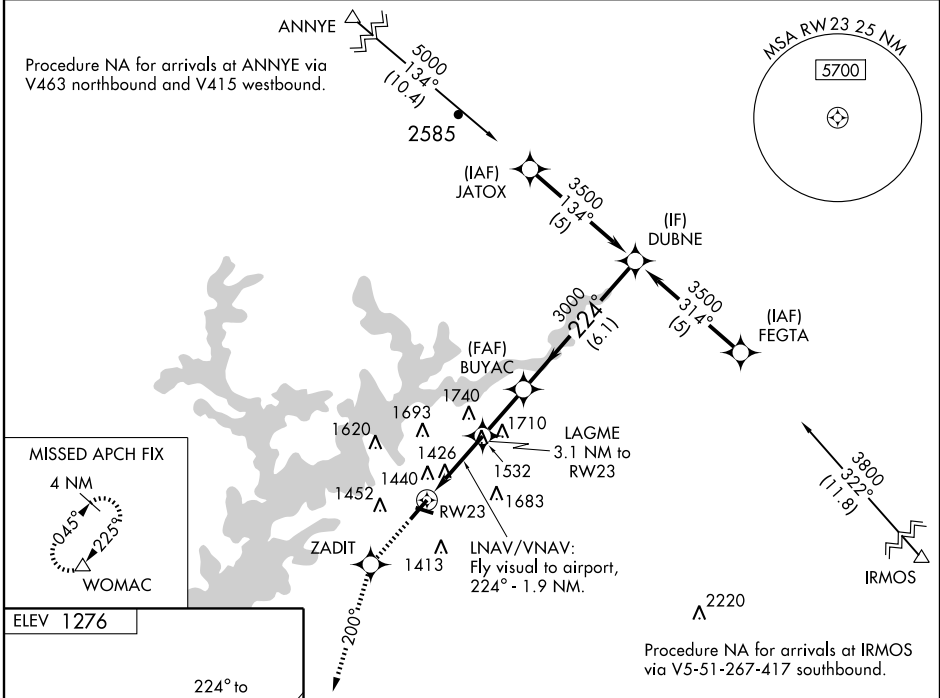 ANNYE
Procedure NA for arrivals at ANNYE via
V463 northbound and V415 westbound.
5000
134°
(10.4)
2585
MSA RW23 25 NM
5700
(IAF)
JATOX
3500
134°
(5)
(IF)
DUBNE
3500
314°
(5)
(IAF)
FEGTA
3000
224°
(6.1)
(FAF)
BUYAC
1740
1693
1710
1620
LAGME
3.1 NM to
RW23
1426
1532
1440
1452
1683
RW23
3800
322°
(11.8)
IRMOS
MISSED APCH FIX
4 NM
045°
225°
WOMAC
ZADIT
1413
LNAV/VNAV:
Fly visual to airport,
224° - 1.9 NM.
200°
2220
ELEV 1276
Procedure NA for arrivals at IRMOS
via V5-51-267-417 southbound.
224° to